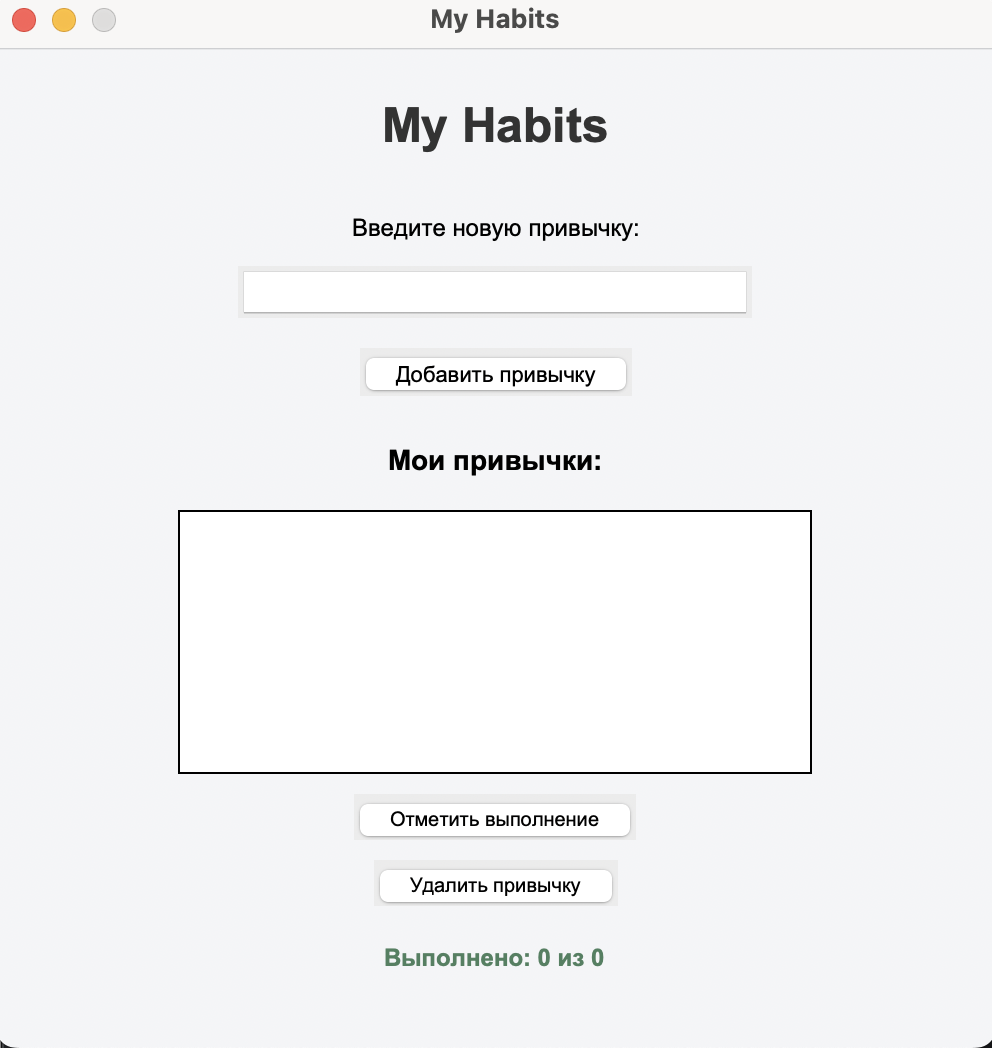 My Habits
My Habits
Введите новую привычку:
Добавить привычку
Мои привычки:
Отметить выполнение
Удалить привычку
Выполнено: 0 из 0